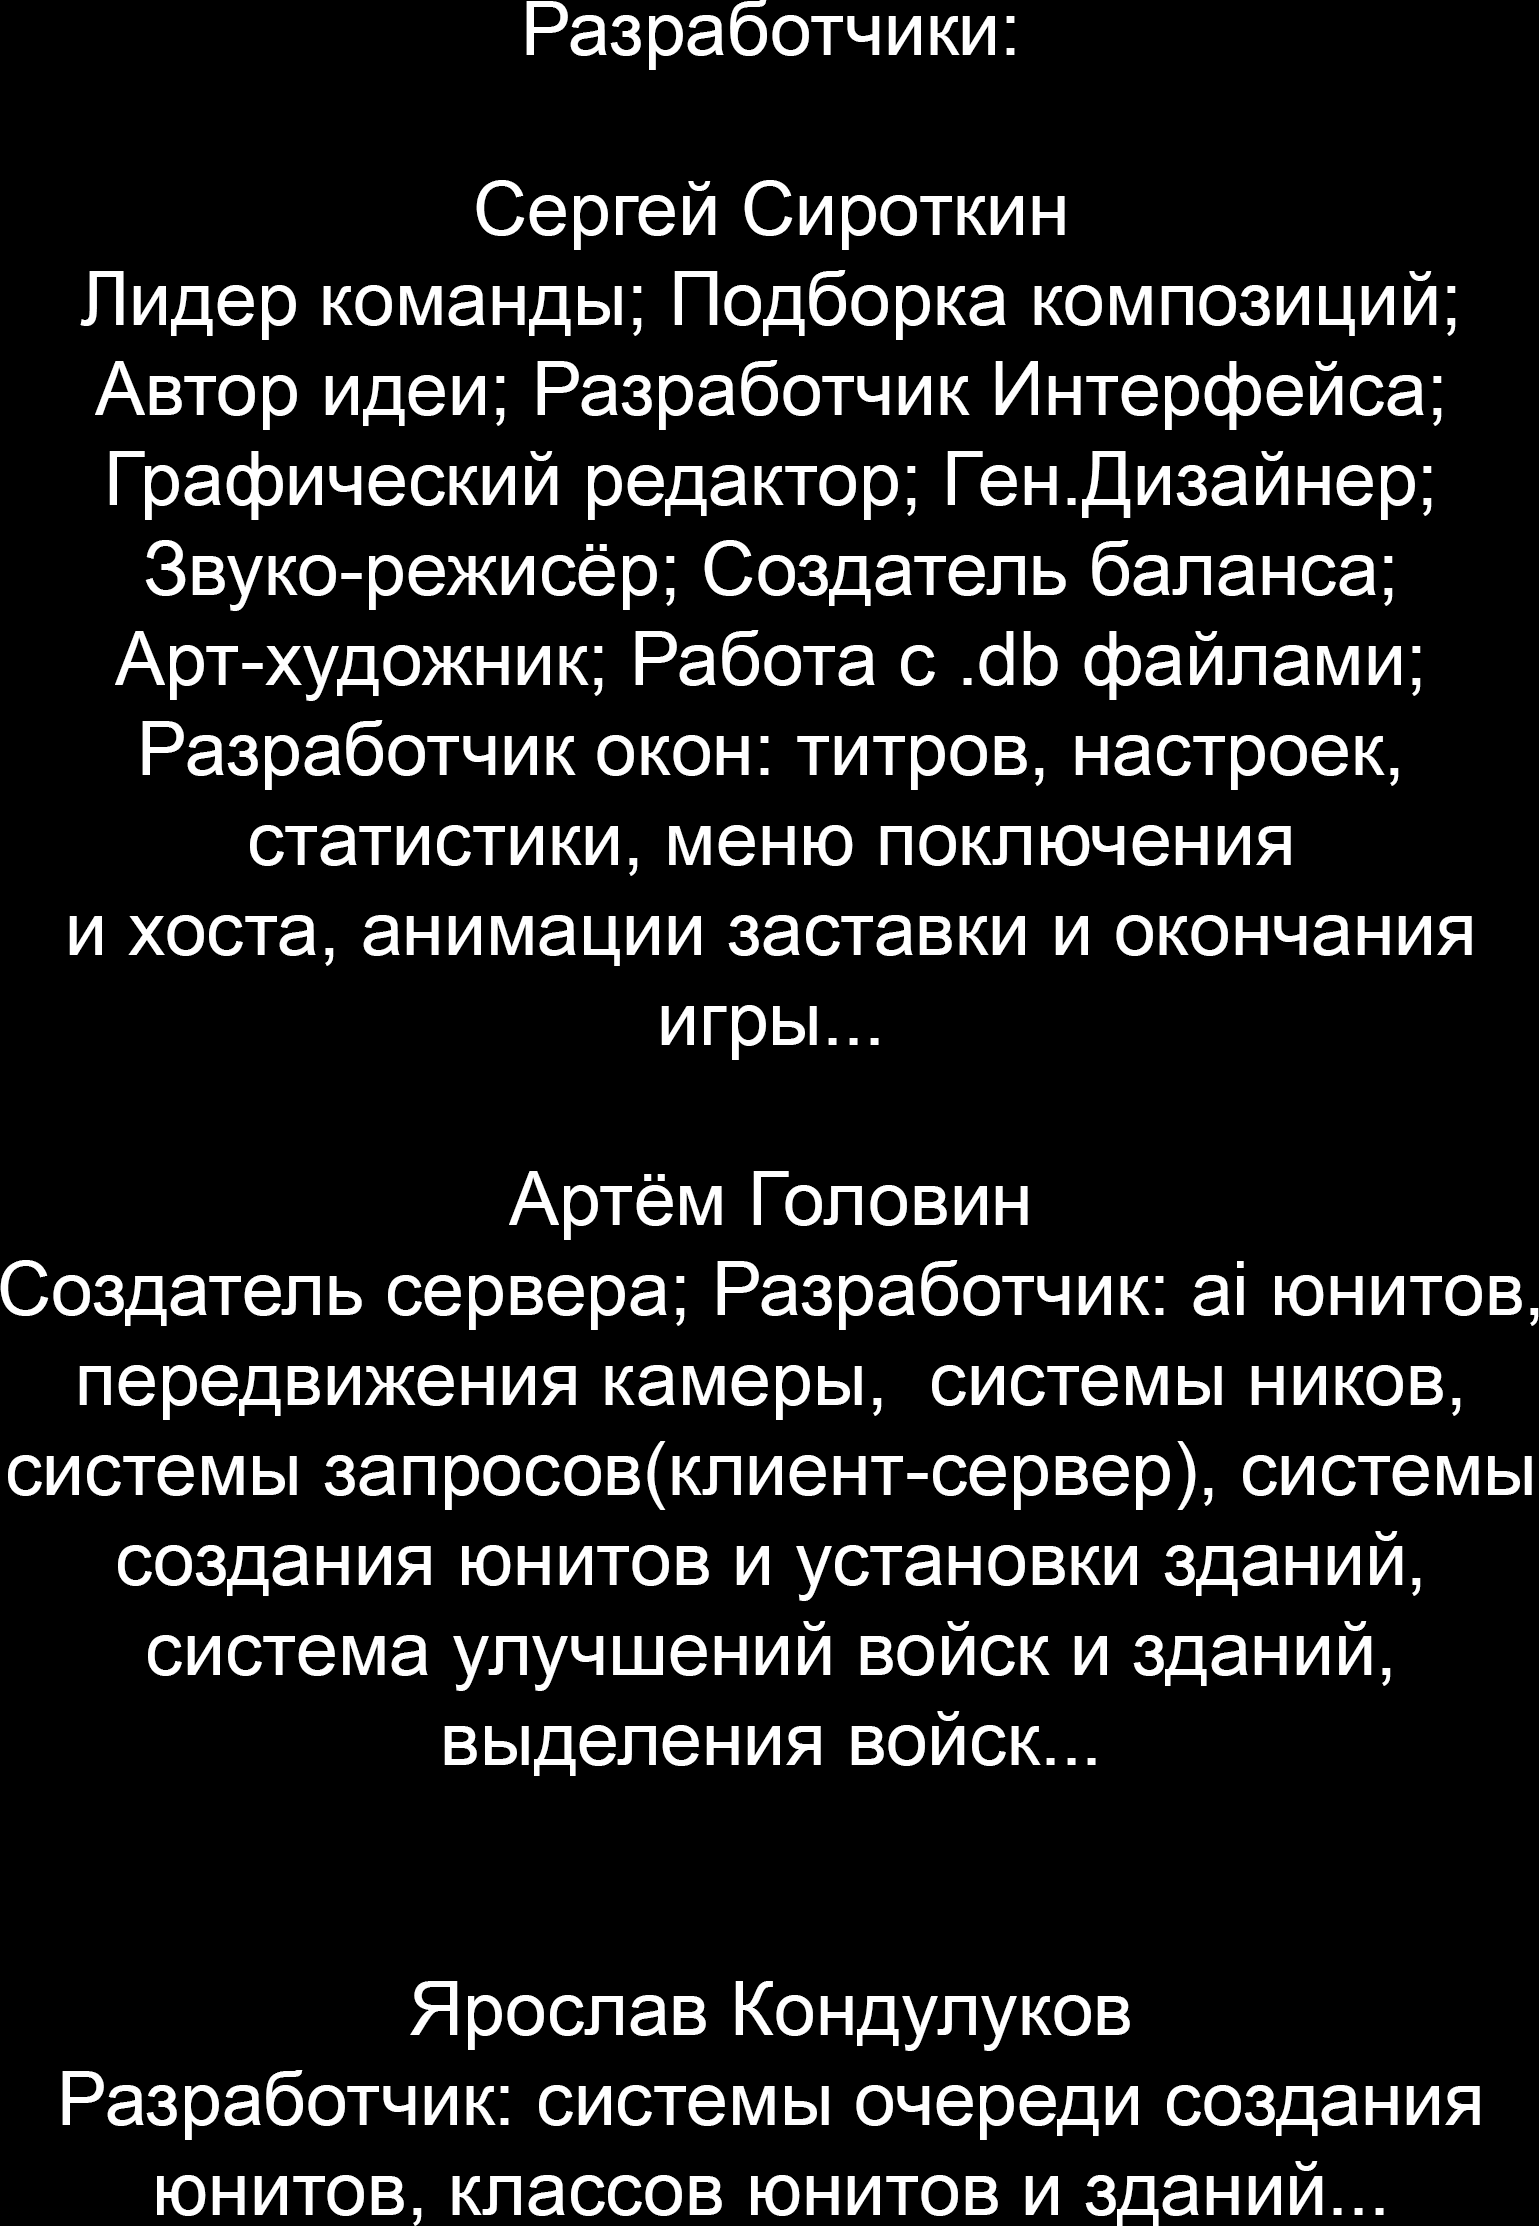 Разработчики:
Сергей Сироткин
Лидер команды; Подборка композиций;
Автор идеи; Разработчик Интерфейса;
Графический редактор; Ген.Дизайнер;
Звуко-режисёр; Создатель баланса;
Арт-художник; Работа с .db файлами;
Разработчик окон: титров, настроек,
статистики, меню поключения
и хоста, анимации заставки и окончания
игры...
Артём Головин
Создатель сервера; Разработчик: ai юнитов,
передвижения камеры,  системы ников,
системы запросов(клиент-сервер), системы
создания юнитов и установки зданий,
система улучшений войск и зданий,
выделения войск...
Ярослав Кондулуков
Разработчик: системы очереди создания
юнитов, классов юнитов и зданий...